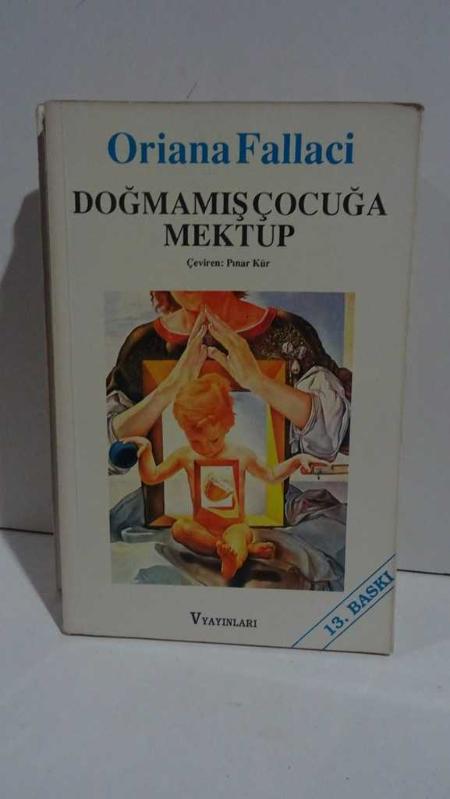 Oriana Fallaci
DOĞMAMIŞ ÇOCUĞA
MEKTUP
Çeviren: Pınar Kür
V YAYINLARI
13. BASKI